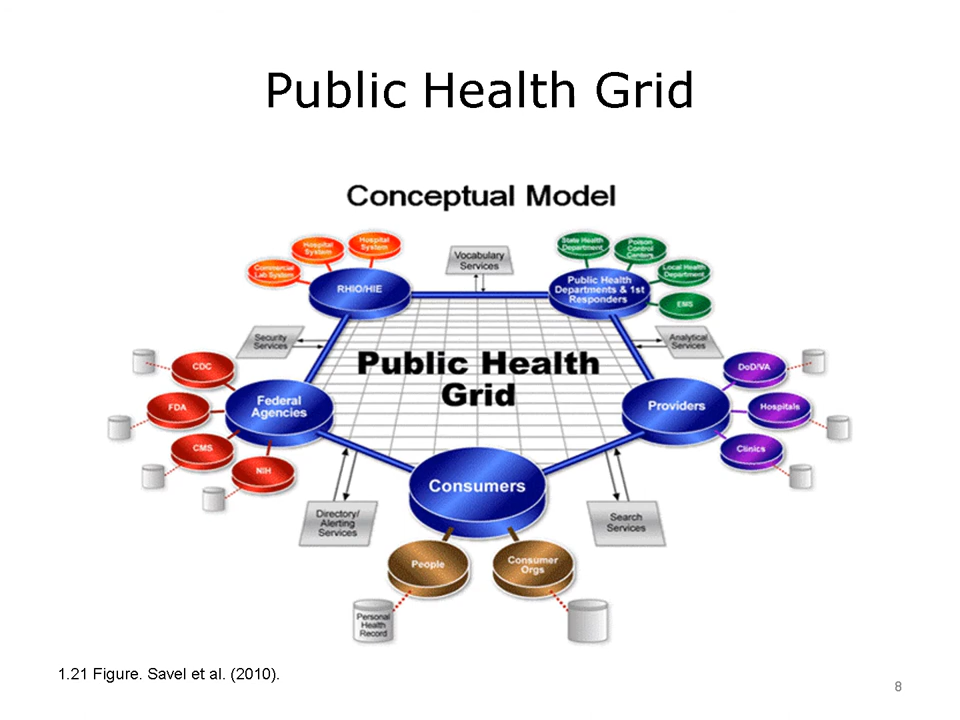 Public Health Grid
Conceptual Model
Hospital
System
Hospital
System
Commercial
Lab System
RHIO/HIE
Vocabulary
Services
State Health
Department
Poison
Control
Centers
Local Health
Department
EMS
Public Health
Departments & 1st
Responders
Security
Services
Analytical
Services
Public Health
Grid
CDC
FDA
CMS
NIH
Federal
Agencies
Providers
DoD/VA
Hospitals
Clinics
Consumers
Directory/
Alerting
Services
Search
Services
People
Consumer
Orgs
Personal
Health
Record
1.21 Figure. Savel et al. (2010).
8